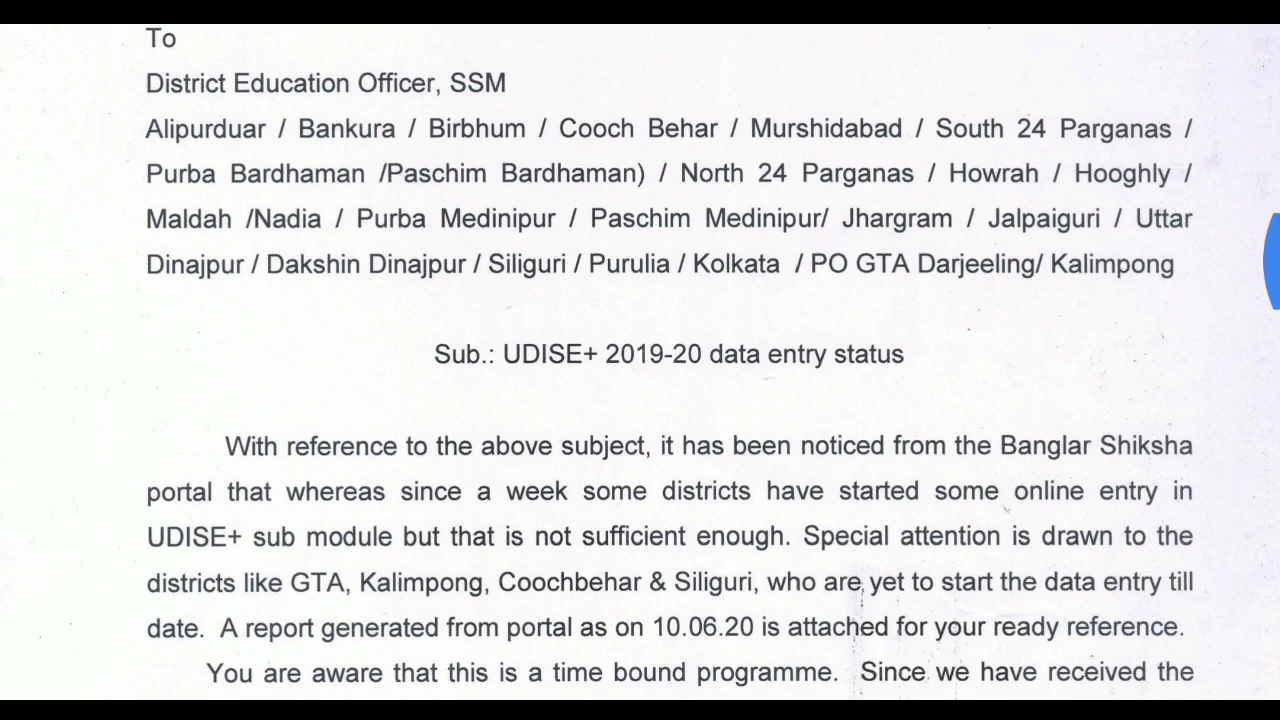 To
District Education Officer, SSM
Alipurduar / Bankura / Birbhum / Cooch Behar / Murshidabad / South 24 Parganas /
Purba Bardhaman /Paschim Bardhaman) / North 24 Parganas / Howrah / Hooghly /
Maldah /Nadia / Purba Medinipur / Paschim Medinipur/ Jhargram / Jalpaiguri / Uttar
Dinajpur / Dakshin Dinajpur / Siliguri / Purulia / Kolkata / PO GTA Darjeeling/ Kalimpong
Sub.: UDISE+ 2019-20 data entry status
With reference to the above subject, it has been noticed from the Banglar Shiksha
portal that whereas since a week some districts have started some online entry in
UDISE+ sub module but that is not sufficient enough. Special attention is drawn to the
districts like GTA, Kalimpong, Coochbehar & Siliguri, who are yet to start the data entry till
date. A report generated from portal as on 10.06.20 is attached for your ready reference.
You are aware that this is a time bound programme. Since we have received the